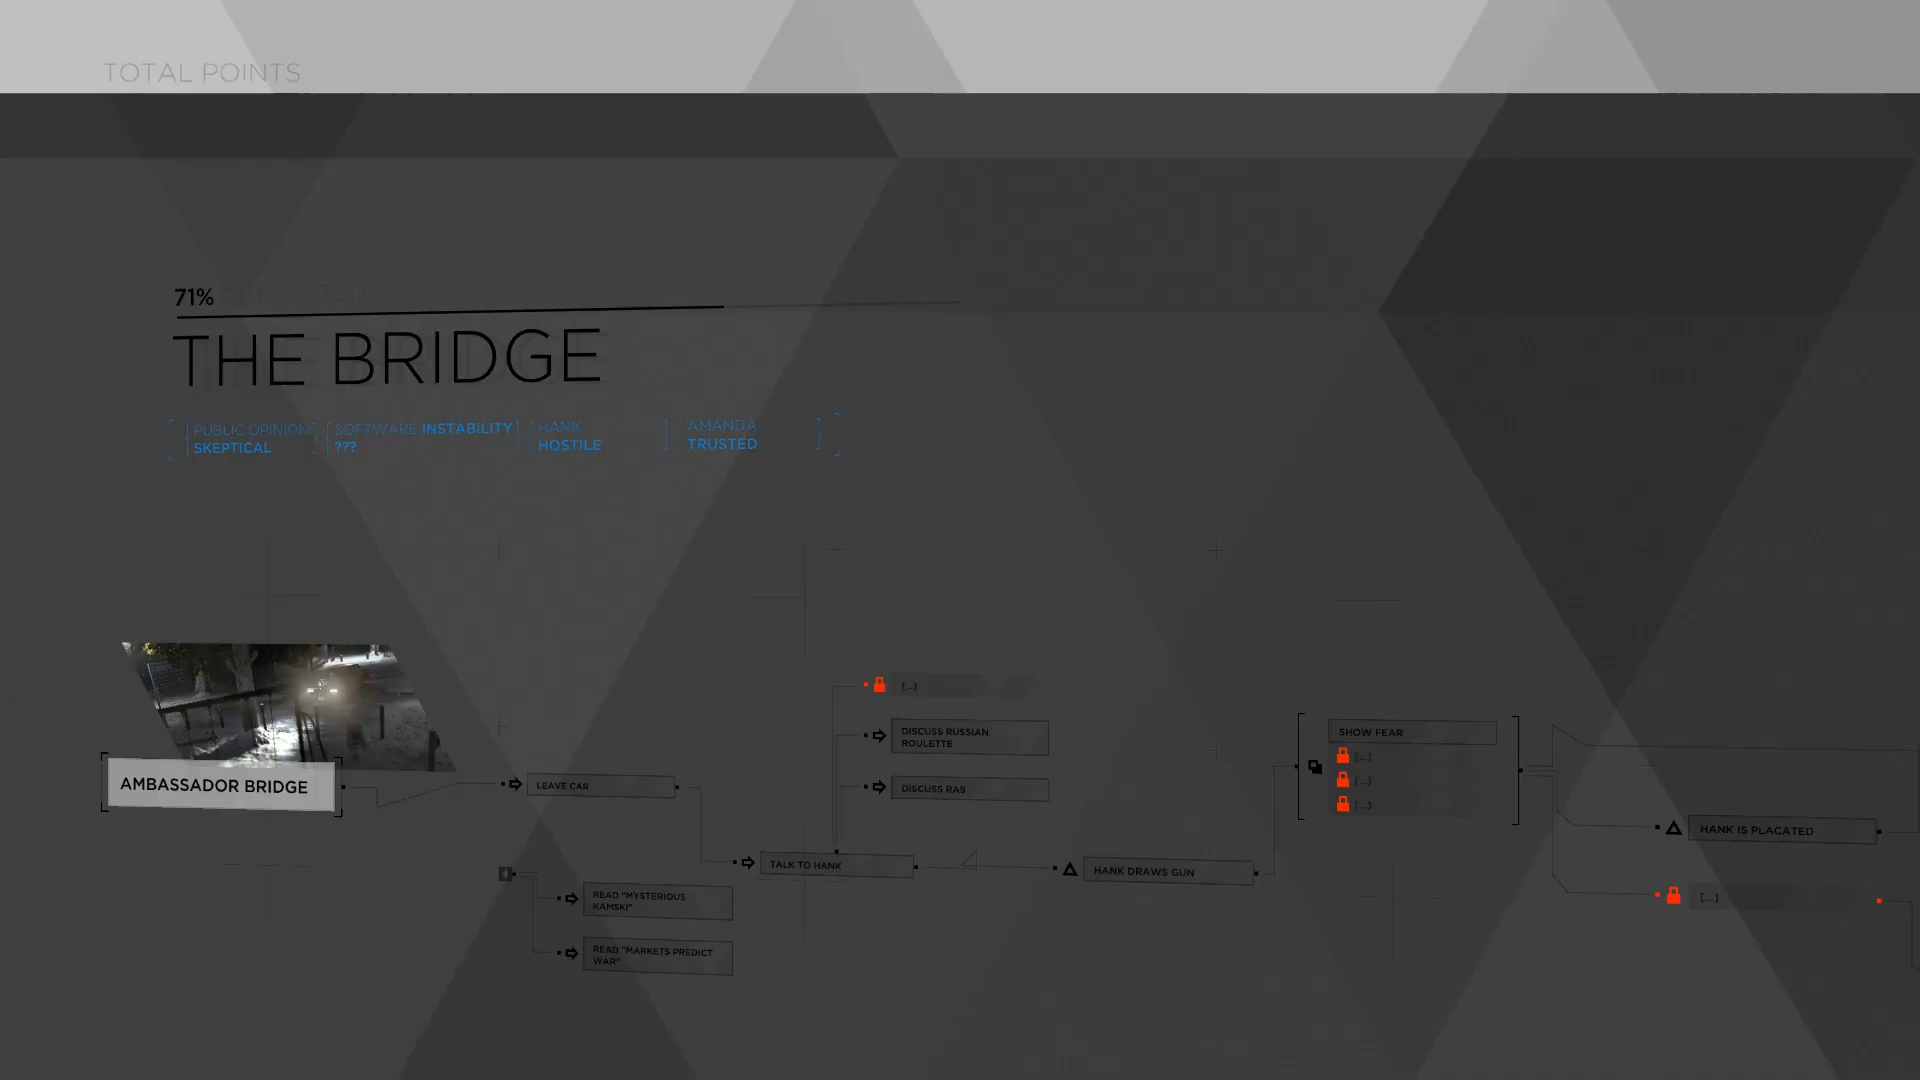 TOTAL POINTS
71% COMPLETED
THE BRIDGE
PUBLIC OPINION
SKEPTICAL
SOFTWARE INSTABILITY
???
HANK
HOSTILE
AMANDA
TRUSTED
[...]
DISCUSS RUSSIAN
ROULETTE
SHOW FEAR
[...]
[...]
[...]
AMBASSADOR BRIDGE
LEAVE CAR
DISCUSS RA9
HANK IS PLACATED
TALK TO HANK
HANK DRAWS GUN
READ "MYSTERIOUS
KAMSKI"
[...]
READ "MARKETS PREDICT
WAR"